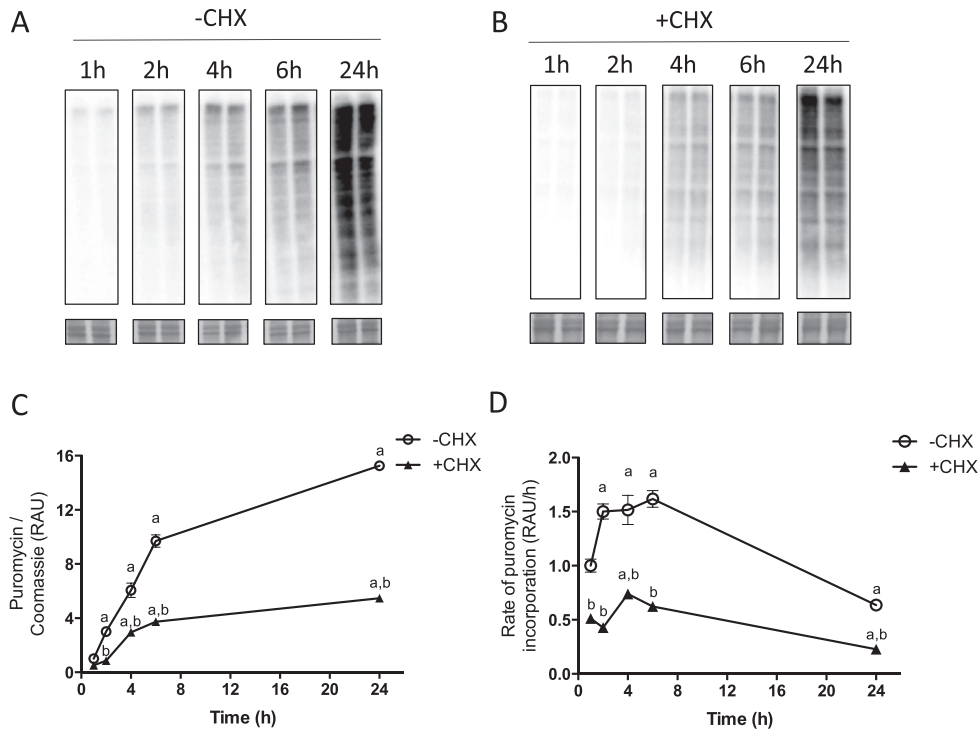 A
-CHX
1h 2h 4h 6h 24h
B
+CHX
1h 2h 4h 6h 24h
C
-CHX
+CHX
Puromycin /
Coomassie (RAU)
16
12
8
4
0
a
a
a
a
b
a,b
a,b
a,b
0 4 8 12 16 20 24
Time (h)
D
-CHX
+CHX
Rate of puromycin
incorporation (RAU/h)
2.0
1.5
1.0
0.5
0.0
a
a
a
a
b
b
a,b
b
a,b
0 4 8 12 16 20 24
Time (h)